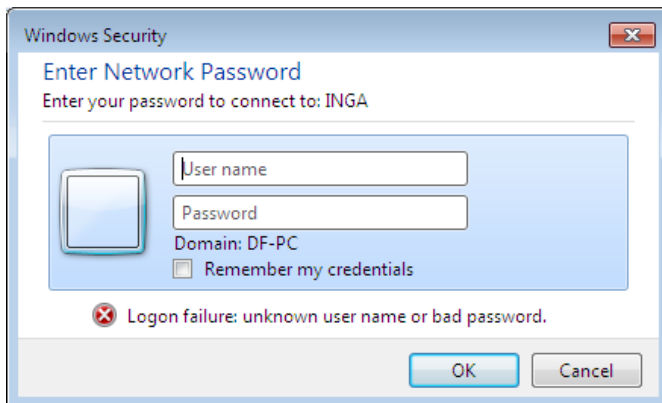 Windows Security
Enter Network Password
Enter your password to connect to: INGA
User name
Password
Domain: DF-PC
Remember my credentials
Logon failure: unknown user name or bad password.
OK
Cancel